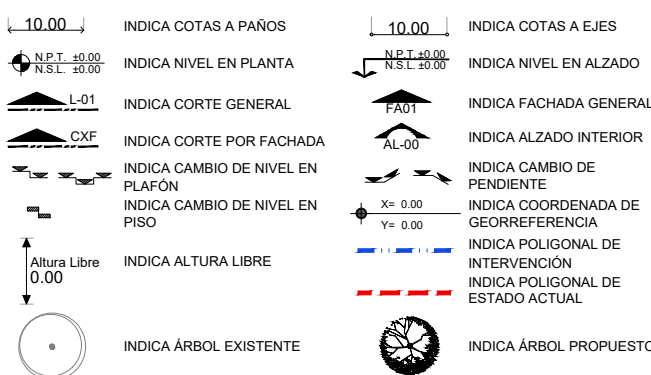 10.00 INDICA COTAS A PAÑOS
N.P.T. ±0.00
N.S.L. ±0.00
INDICA NIVEL EN PLANTA
L-01 INDICA CORTE GENERAL
CXF INDICA CORTE POR FACHADA
INDICA CAMBIO DE NIVEL EN
PLAFÓN
INDICA CAMBIO DE NIVEL EN
PISO
Altura Libre
0.00
INDICA ALTURA LIBRE
INDICA ÁRBOL EXISTENTE
10.00 INDICA COTAS A EJES
N.P.T. ±0.00
N.S.L. ±0.00
INDICA NIVEL EN ALZADO
FA01
INDICA FACHADA GENERAL
AL-00
INDICA ALZADO INTERIOR
INDICA CAMBIO DE
PENDIENTE
X= 0.00
Y= 0.00
INDICA COORDENADA DE
GEORREFERENCIA
INDICA POLIGONAL DE
INTERVENCIÓN
INDICA POLIGONAL DE
ESTADO ACTUAL
INDICA ÁRBOL PROPUESTO